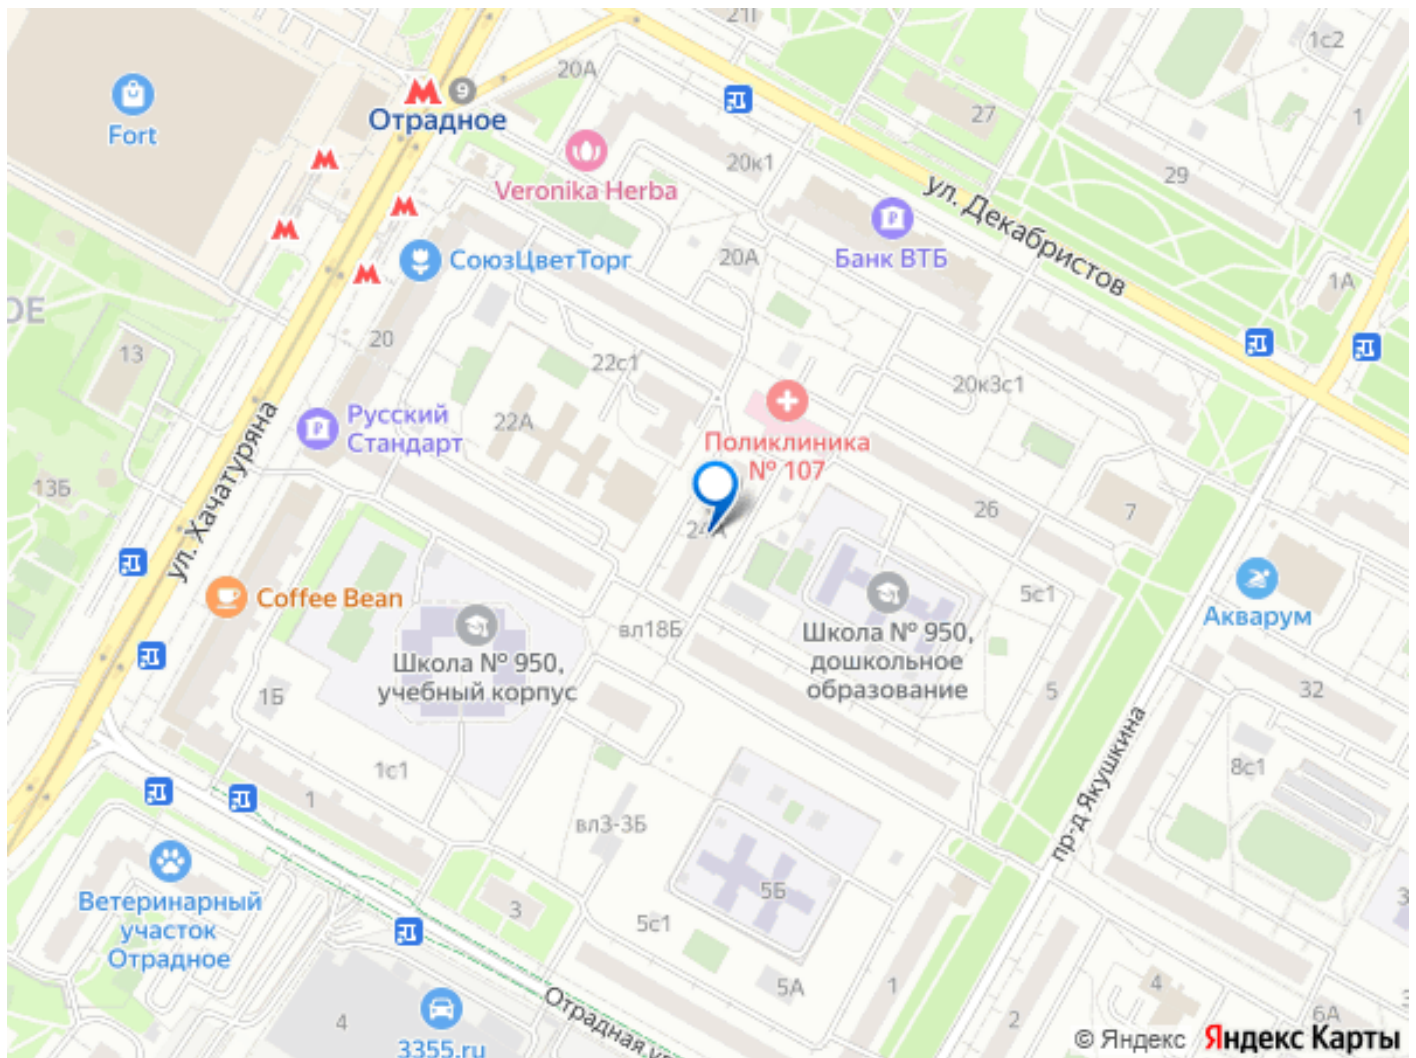 21Г
1с2
20А
9
Fort
Отрадное
27
1
20к1
29
Veronika Herba
ул. Декабристов
СоюзЦветТорг
20А
Банк ВТБ
1А
ОЕ
20
13
22с1
20к3с1
22А
Русский
Стандарт
Поликлиника
№ 107
ул. Хачатуряна
13Б
24А
26
7
Coffee Bean
5с1
Акварум
вл18Б
Школа № 950,
учебный корпус
Школа № 950,
дошкольное
образование
1Б
5
32
1с1
8с1
1
вл3-3Б
пр-д Якушкина
5Б
Ветеринарный
участок
Отрадное
3
5с1
5А
1
4
3
Отрадная ул
4
2
6А
3355.ru
© Яндекс Яндекс Карты